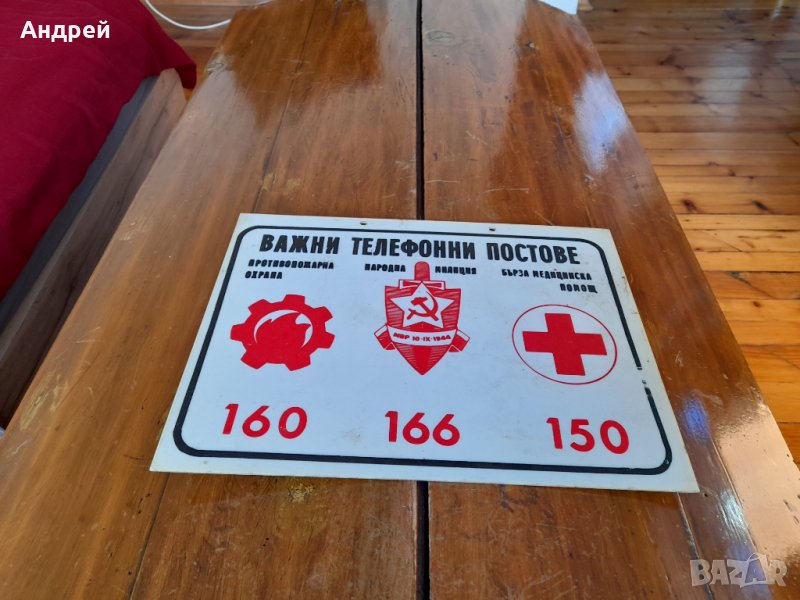 Андрей
ВАЖНИ ТЕЛЕФОННИ ПОСТОВЕ
ПРОТИВОПОЖАРНА
ОХРАНА
НАРОДНА МИЛИЦИЯ
БЪРЗА МЕДИЦИНСКА
ПОМОЩ
МВР 10·IX·1944
160
166
150
BAZAR